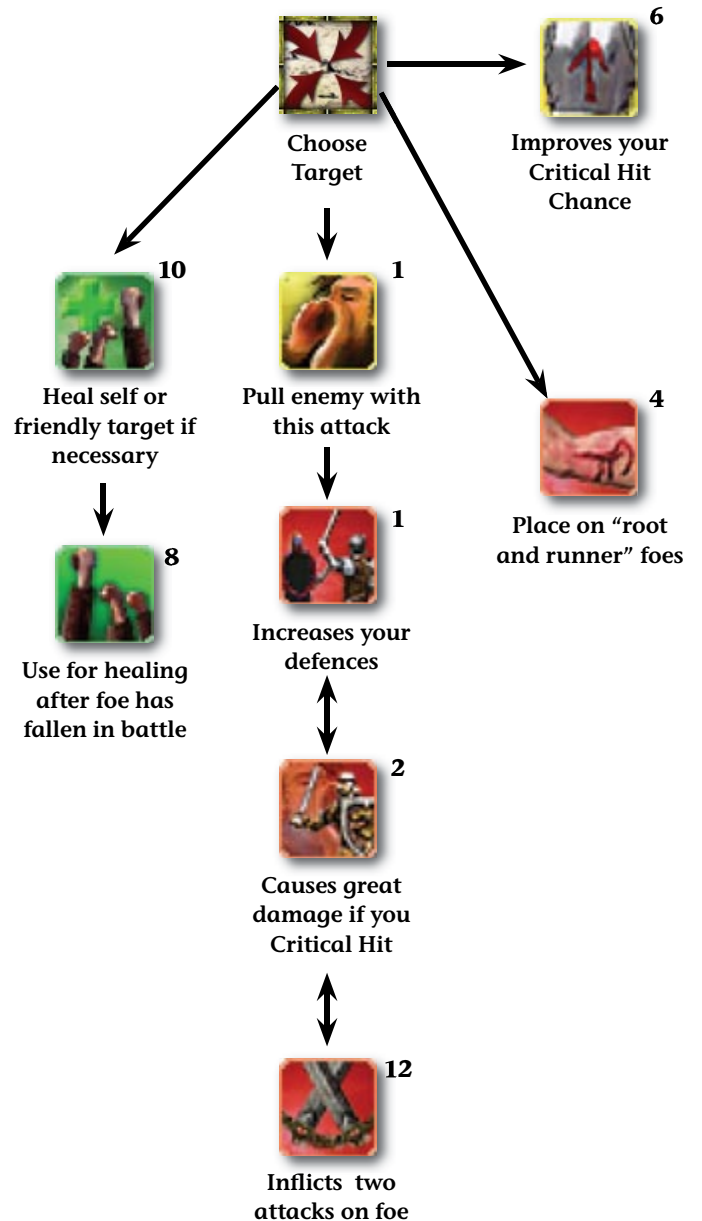 6
Choose
Target
Improves your
Critical Hit
Chance
10
Heal self or
friendly target if
necessary
1
Pull enemy with
this attack
4
Place on “root
and runner” foes
8
Use for healing
after foe has
fallen in battle
1
Increases your
defences
2
Causes great
damage if you
Critical Hit
12
Inflicts two
attacks on foe